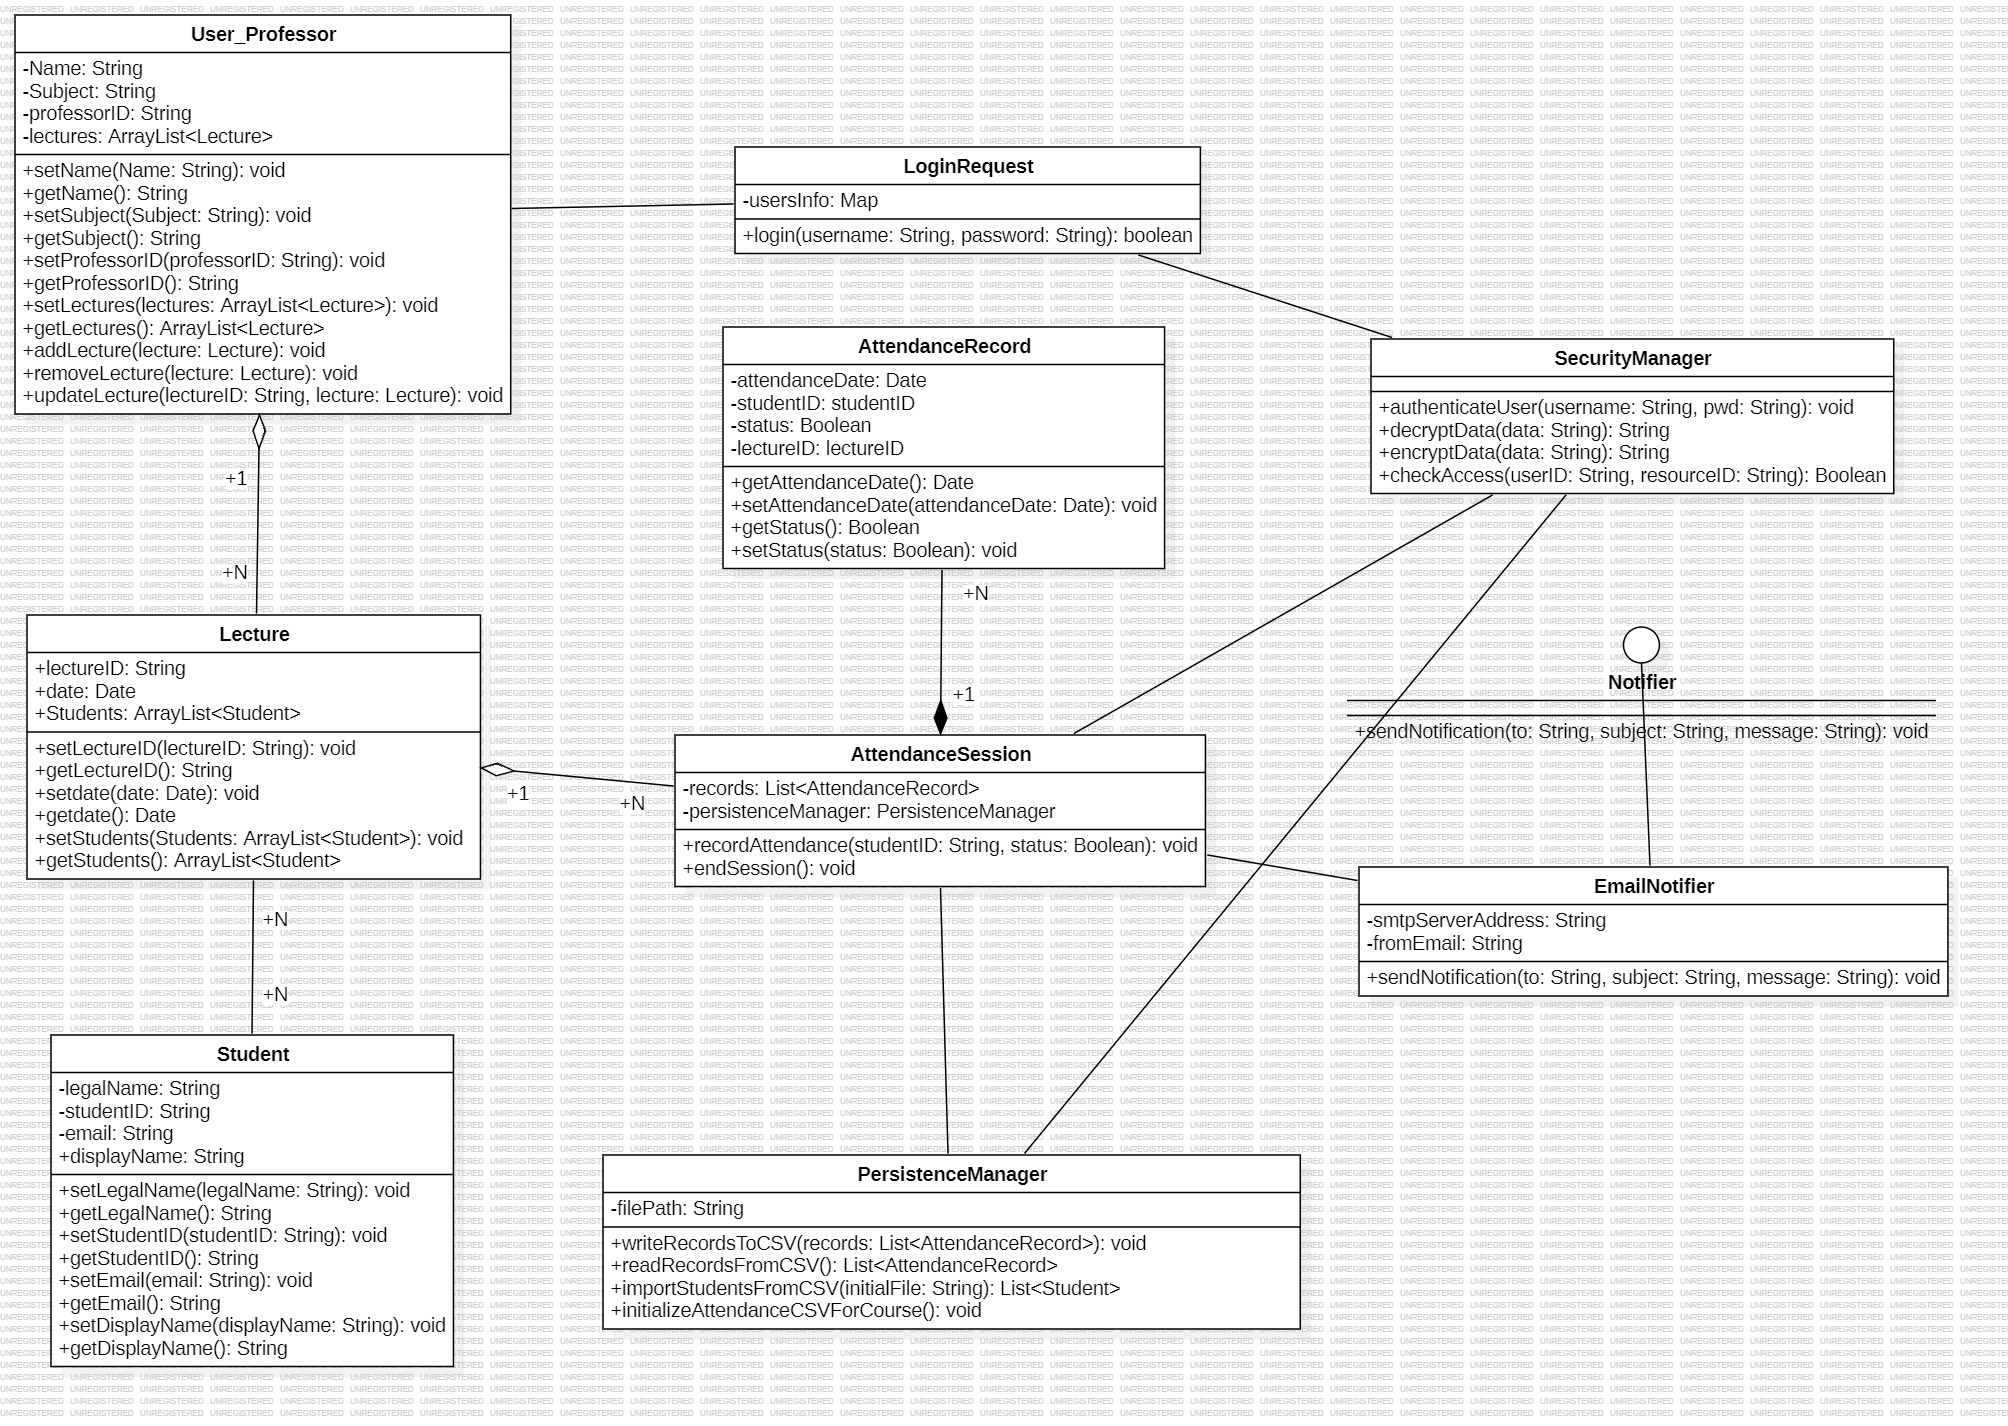 User_Professor
-Name: String
-Subject: String
-professorID: String
-lectures: ArrayList<Lecture>
+setName(Name: String): void
+getName(): String
+setSubject(Subject: String): void
+getSubject(): String
+setProfessorID(professorID: String): void
+getProfessorID(): String
+setLectures(lectures: ArrayList<Lecture>): void
+getLectures(): ArrayList<Lecture>
+addLecture(lecture: Lecture): void
+removeLecture(lecture: Lecture): void
+updateLecture(lectureID: String, lecture: Lecture): void
+1
+N
Lecture
+lectureID: String
+date: Date
+Students: ArrayList<Student>
+setLectureID(lectureID: String): void
+getLectureID(): String
+setdate(date: Date): void
+getdate(): Date
+setStudents(Students: ArrayList<Student>): void
+getStudents(): ArrayList<Student>
+1
+N
+N
+N
Student
-legalName: String
-studentID: String
-email: String
+displayName: String
+setLegalName(legalName: String): void
+getLegalName(): String
+setStudentID(studentID: String): void
+getStudentID(): String
+setEmail(email: String): void
+getEmail(): String
+setDisplayName(displayName: String): void
+getDisplayName(): String
LoginRequest
-usersInfo: Map
+login(username: String, password: String): boolean
AttendanceRecord
-attendanceDate: Date
-studentID: studentID
-status: Boolean
-lectureID: lectureID
+getAttendanceDate(): Date
+setAttendanceDate(attendanceDate: Date): void
+getStatus(): Boolean
+setStatus(status: Boolean): void
+N
+1
AttendanceSession
-records: List<AttendanceRecord>
-persistenceManager: PersistenceManager
+recordAttendance(studentID: String, status: Boolean): void
+endSession(): void
PersistenceManager
-filePath: String
+writeRecordsToCSV(records: List<AttendanceRecord>): void
+readRecordsFromCSV(): List<AttendanceRecord>
+importStudentsFromCSV(initialFile: String): List<Student>
+initializeAttendanceCSVForCourse(): void
SecurityManager
+authenticateUser(username: String, pwd: String): void
+decryptData(data: String): String
+encryptData(data: String): String
+checkAccess(userID: String, resourceID: String): Boolean
Notifier
+sendNotification(to: String, subject: String, message: String): void
EmailNotifier
-smtpServerAddress: String
-fromEmail: String
+sendNotification(to: String, subject: String, message: String): void
UNREGISTERED